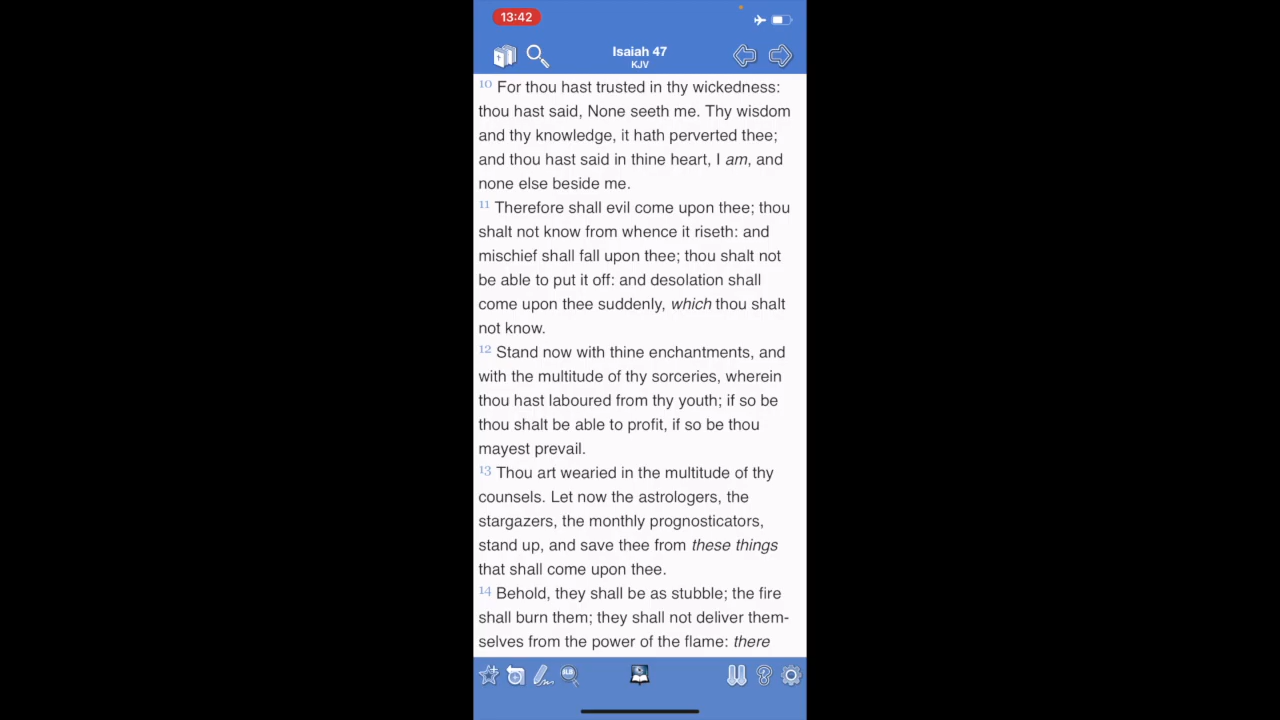 13:42
Isaiah 47
KJV
10 For thou hast trusted in thy wickedness:
thou hast said, None seeth me. Thy wisdom
and thy knowledge, it hath perverted thee;
and thou hast said in thine heart, I am, and
none else beside me.
11 Therefore shall evil come upon thee; thou
shalt not know from whence it riseth: and
mischief shall fall upon thee; thou shalt not
be able to put it off: and desolation shall
come upon thee suddenly, which thou shalt
not know.
12 Stand now with thine enchantments, and
with the multitude of thy sorceries, wherein
thou hast laboured from thy youth; if so be
thou shalt be able to profit, if so be thou
mayest prevail.
13 Thou art wearied in the multitude of thy
counsels. Let now the astrologers, the
stargazers, the monthly prognosticators,
stand up, and save thee from these things
that shall come upon thee.
14 Behold, they shall be as stubble; the fire
shall burn them; they shall not deliver them-
selves from the power of the flame: there